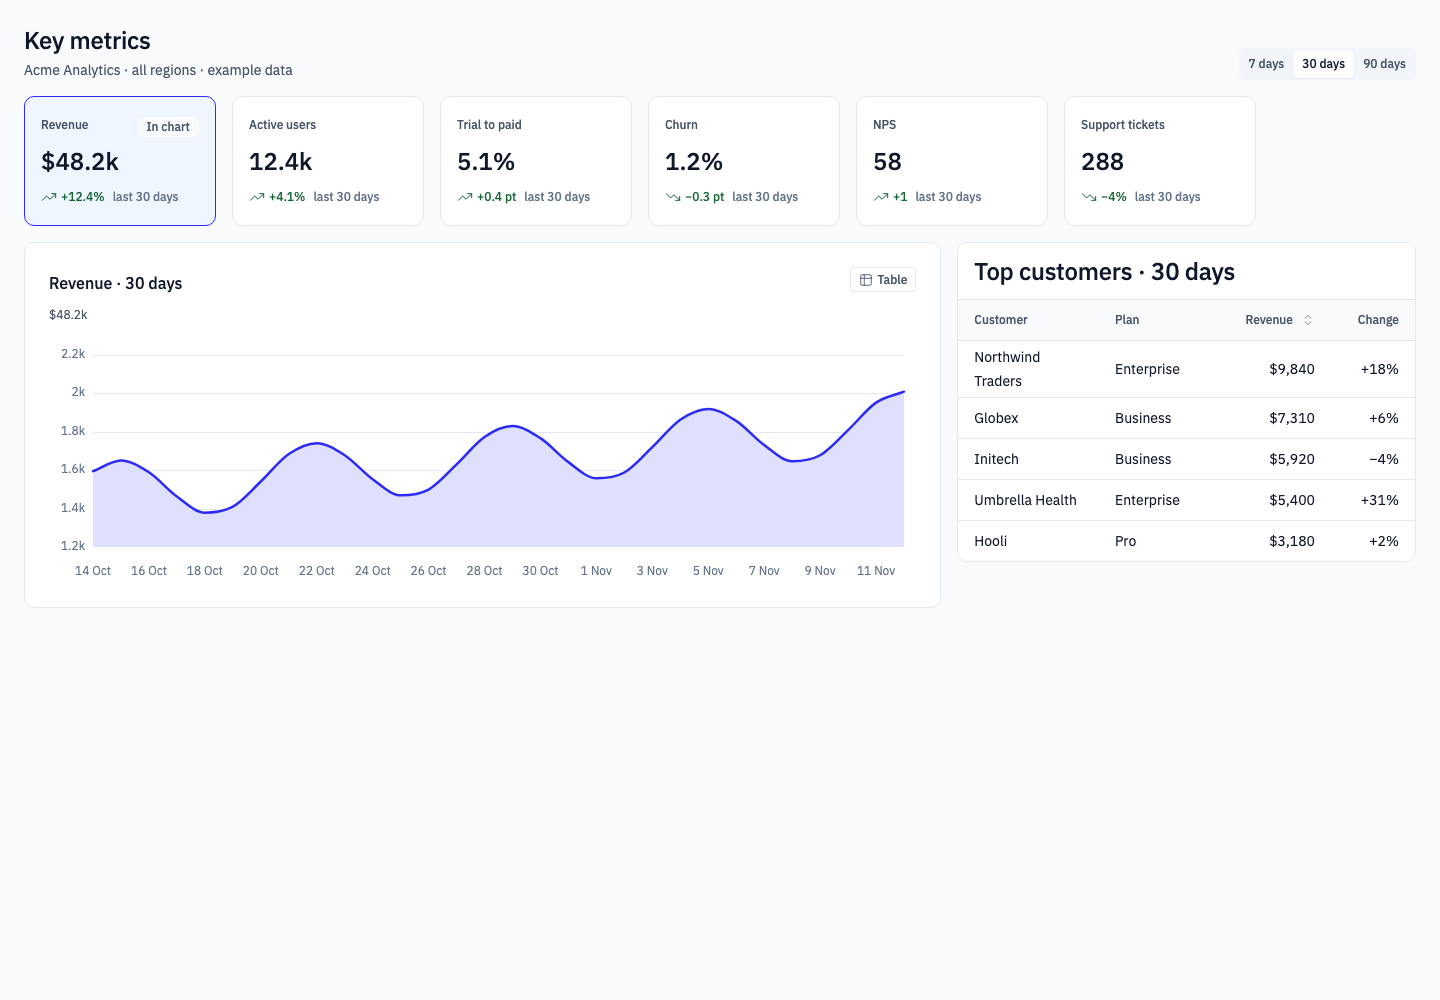 Key metrics
Acme Analytics · all regions · example data
7 days 30 days 90 days
Revenue In chart
$48.2k
+12.4% last 30 days
Active users
12.4k
+4.1% last 30 days
Trial to paid
5.1%
+0.4 pt last 30 days
Churn
1.2%
−0.3 pt last 30 days
NPS
58
+1 last 30 days
Support tickets
288
−4% last 30 days
Revenue · 30 days
Table
$48.2k
2.2k
2k
1.8k
1.6k
1.4k
1.2k
14 Oct 16 Oct 18 Oct 20 Oct 22 Oct 24 Oct 26 Oct 28 Oct 30 Oct 1 Nov 3 Nov 5 Nov 7 Nov 9 Nov 11 Nov
Top customers · 30 days
Customer Plan Revenue Change
Northwind
Traders Enterprise $9,840 +18%
Globex Business $7,310 +6%
Initech Business $5,920 −4%
Umbrella Health Enterprise $5,400 +31%
Hooli Pro $3,180 +2%